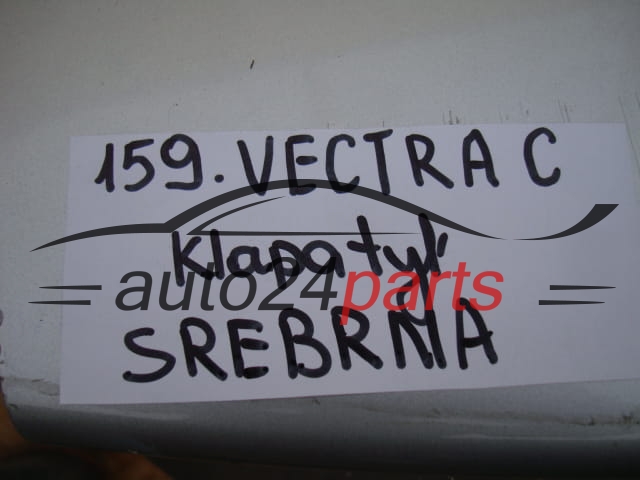 159. VECTRA C
klapa tył
auto24parts
SREBRNA